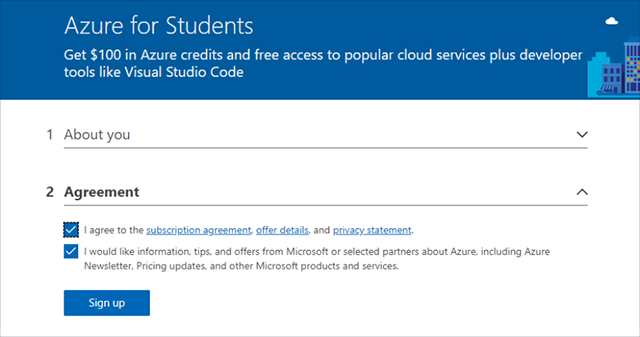 Azure for Students
Get $100 in Azure credits and free access to popular cloud services plus developer
tools like Visual Studio Code
1 About you
2 Agreement
I agree to the subscription agreement, offer details, and privacy statement.
I would like information, tips, and offers from Microsoft or selected partners about Azure, including Azure
Newsletter, Pricing updates, and other Microsoft products and services.
Sign up